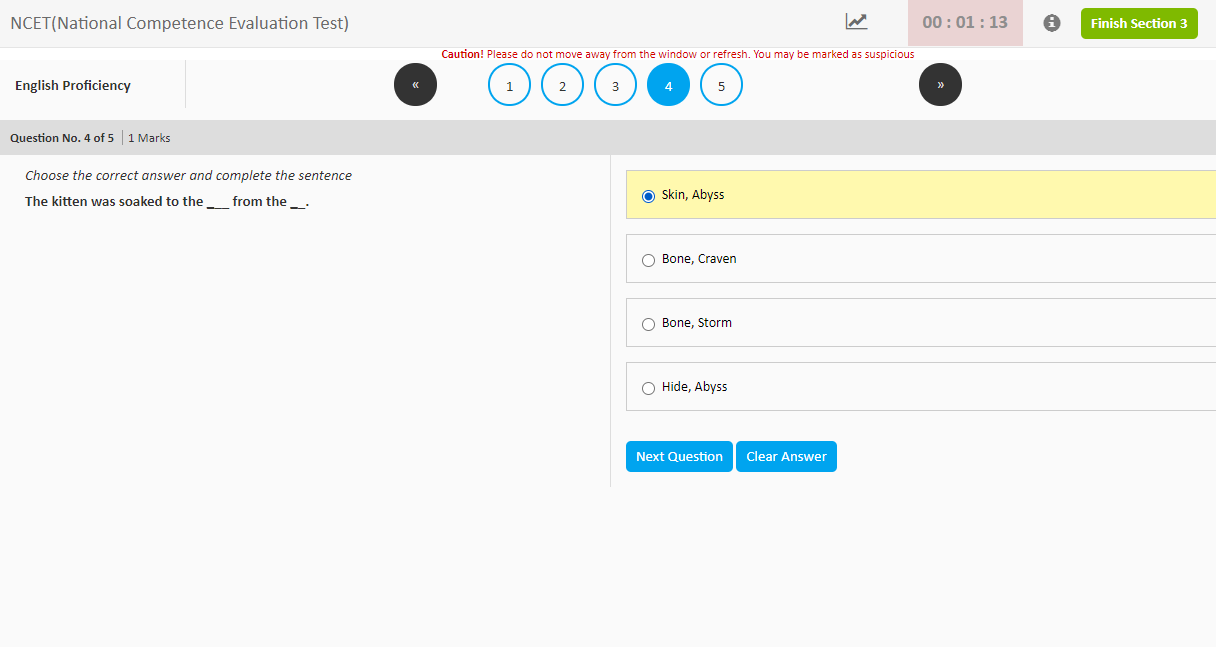 NCET(National Competence Evaluation Test)
00 : 01 : 13
Finish Section 3
Caution! Please do not move away from the window or refresh. You may be marked as suspicious
English Proficiency
«
1
2
3
4
5
»
Question No. 4 of 5
1 Marks
Choose the correct answer and complete the sentence
The kitten was soaked to the ___ from the __.
Skin, Abyss
Bone, Craven
Bone, Storm
Hide, Abyss
Next Question
Clear Answer